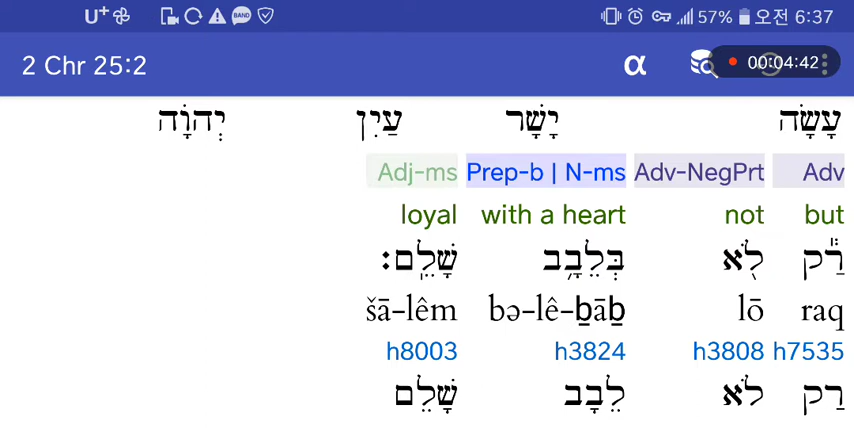 U+ BAND 57% 오전 6:37
2 Chr 25:2 α 00:04:42
עָשָׂה יָשָׁר עַיִן יְהוָֹה
Adv Adv-NegPrt Prep-b | N-ms Adj-ms
but not with a heart loyal
רַ֕ק לֹ֖א בְּלֵבָ֥ב שָׁלֵֽם׃
raq lō bə-lê-ḇāḇ šā-lêm
h7535 h3808 h3824 h8003
רַק לֹא לֵבָב שָׁלֵם